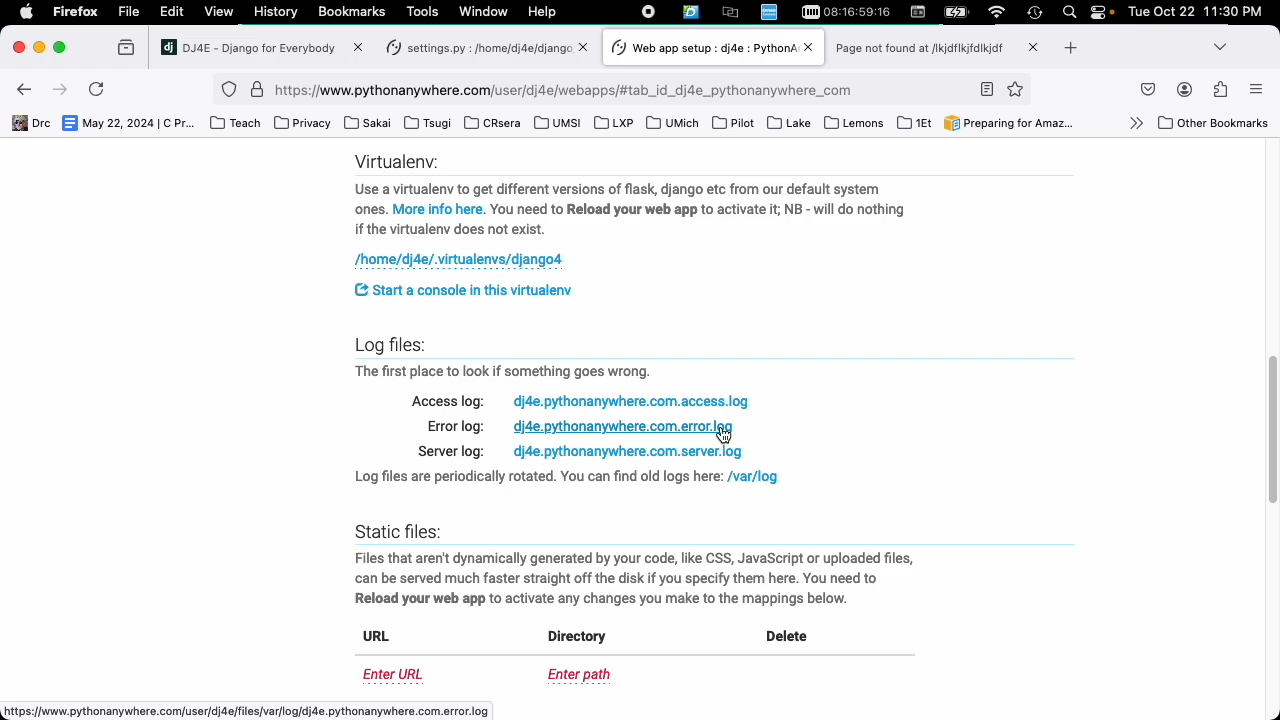 Firefox File Edit View History Bookmarks Tools Window Help 08:16:59:16 Tue Oct 22 11:30 PM
DJ4E - Django for Everybody settings.py : /home/dj4e/django Web app setup : dj4e : PythonA Page not found at /lkjdflkjfdlkjdf
https://www.pythonanywhere.com/user/dj4e/webapps/#tab_id_dj4e_pythonanywhere_com
Drc May 22, 2024 | C Pr... Teach Privacy Sakai Tsugi CRsera UMSI LXP UMich Pilot Lake Lemons 1Et Preparing for Amaz... Other Bookmarks
Virtualenv:
Use a virtualenv to get different versions of flask, django etc from our default system
ones. More info here. You need to Reload your web app to activate it; NB - will do nothing
if the virtualenv does not exist.
/home/dj4e/.virtualenvs/django4
Start a console in this virtualenv
Log files:
The first place to look if something goes wrong.
Access log: dj4e.pythonanywhere.com.access.log
Error log: dj4e.pythonanywhere.com.error.log
Server log: dj4e.pythonanywhere.com.server.log
Log files are periodically rotated. You can find old logs here: /var/log
Static files:
Files that aren't dynamically generated by your code, like CSS, JavaScript or uploaded files,
can be served much faster straight off the disk if you specify them here. You need to
Reload your web app to activate any changes you make to the mappings below.
URL Directory Delete
Enter URL Enter path
https://www.pythonanywhere.com/user/dj4e/files/var/log/dj4e.pythonanywhere.com.error.log